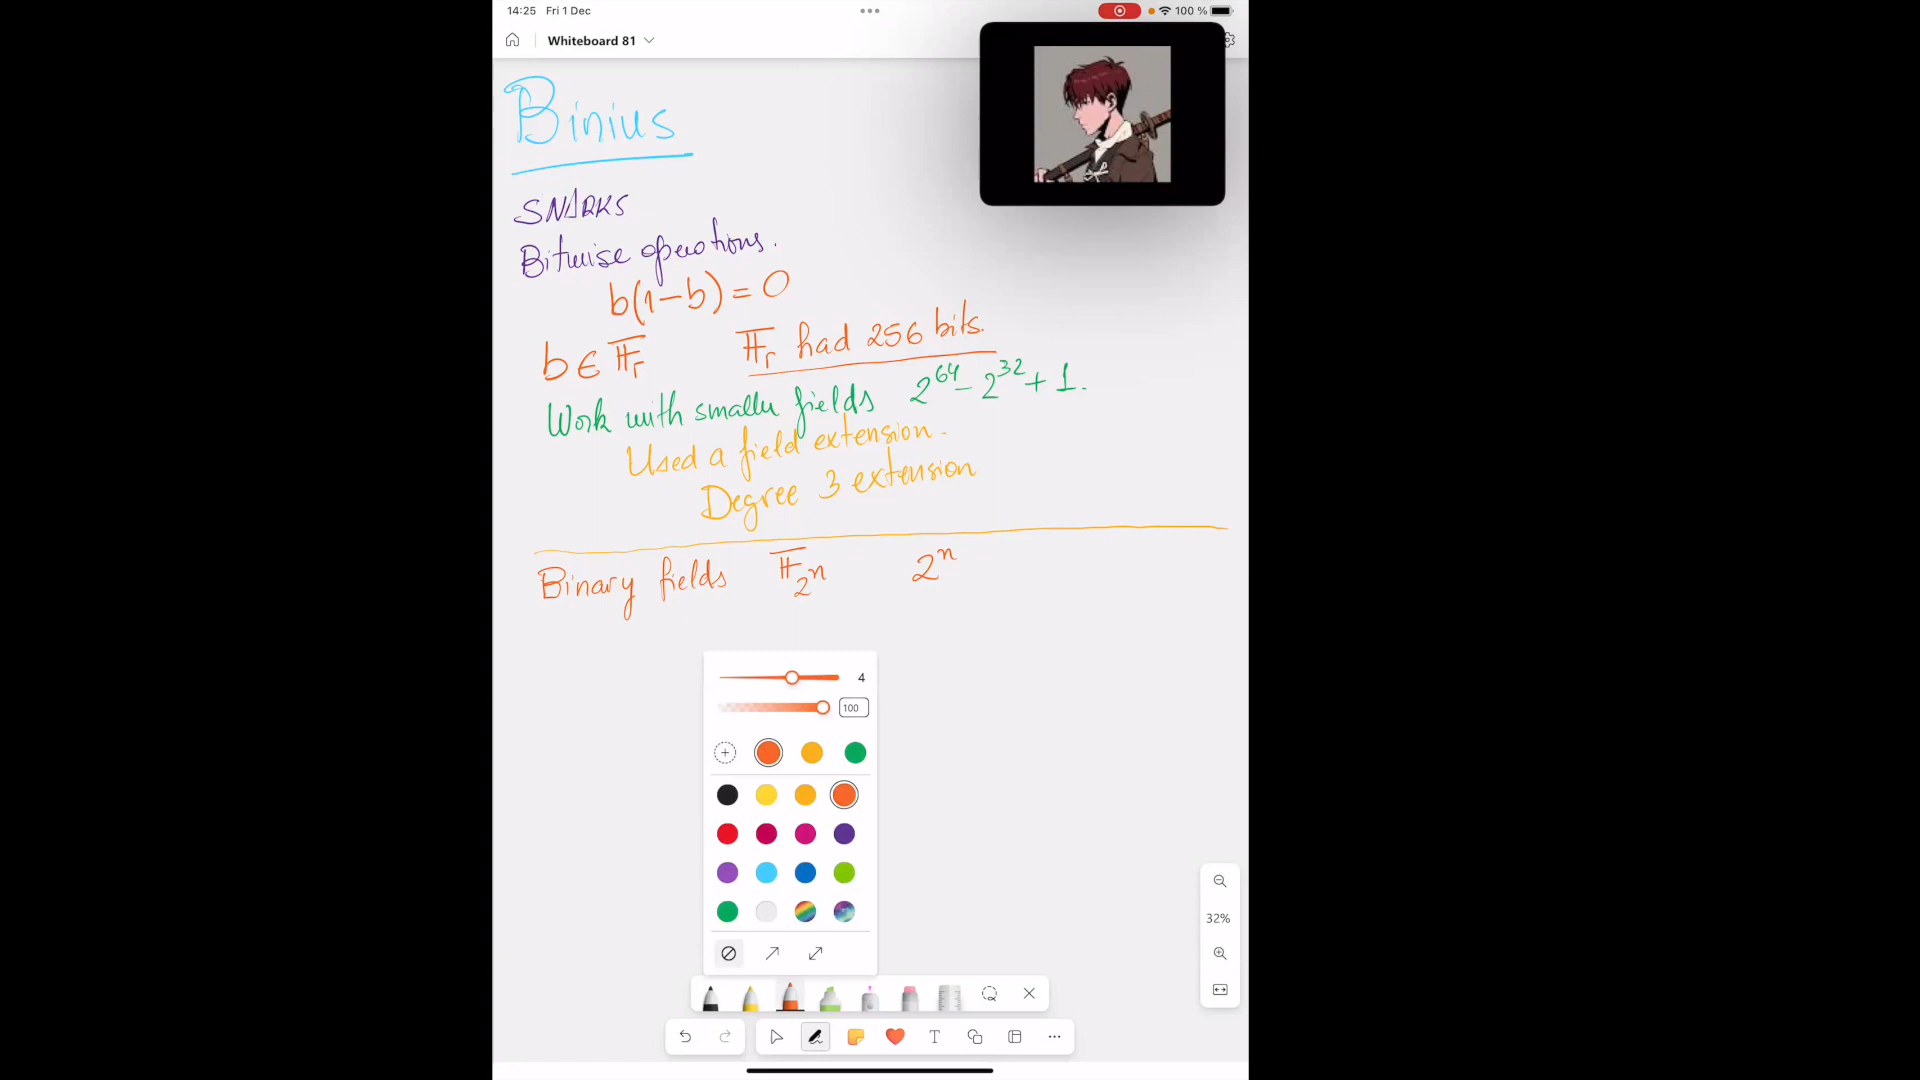 14:25 Fri 1 Dec
100 %
Whiteboard 81
Binius
SNARKS
Bitwise operations.
b(1-b) = 0
b ∈ 𝔽_r 𝔽_r had 256 bits.
Work with smaller fields 2^64 - 2^32 + 1.
Used a field extension.
Degree 3 extension
Binary fields 𝔽_2^n 2^n
4
100
32%
T